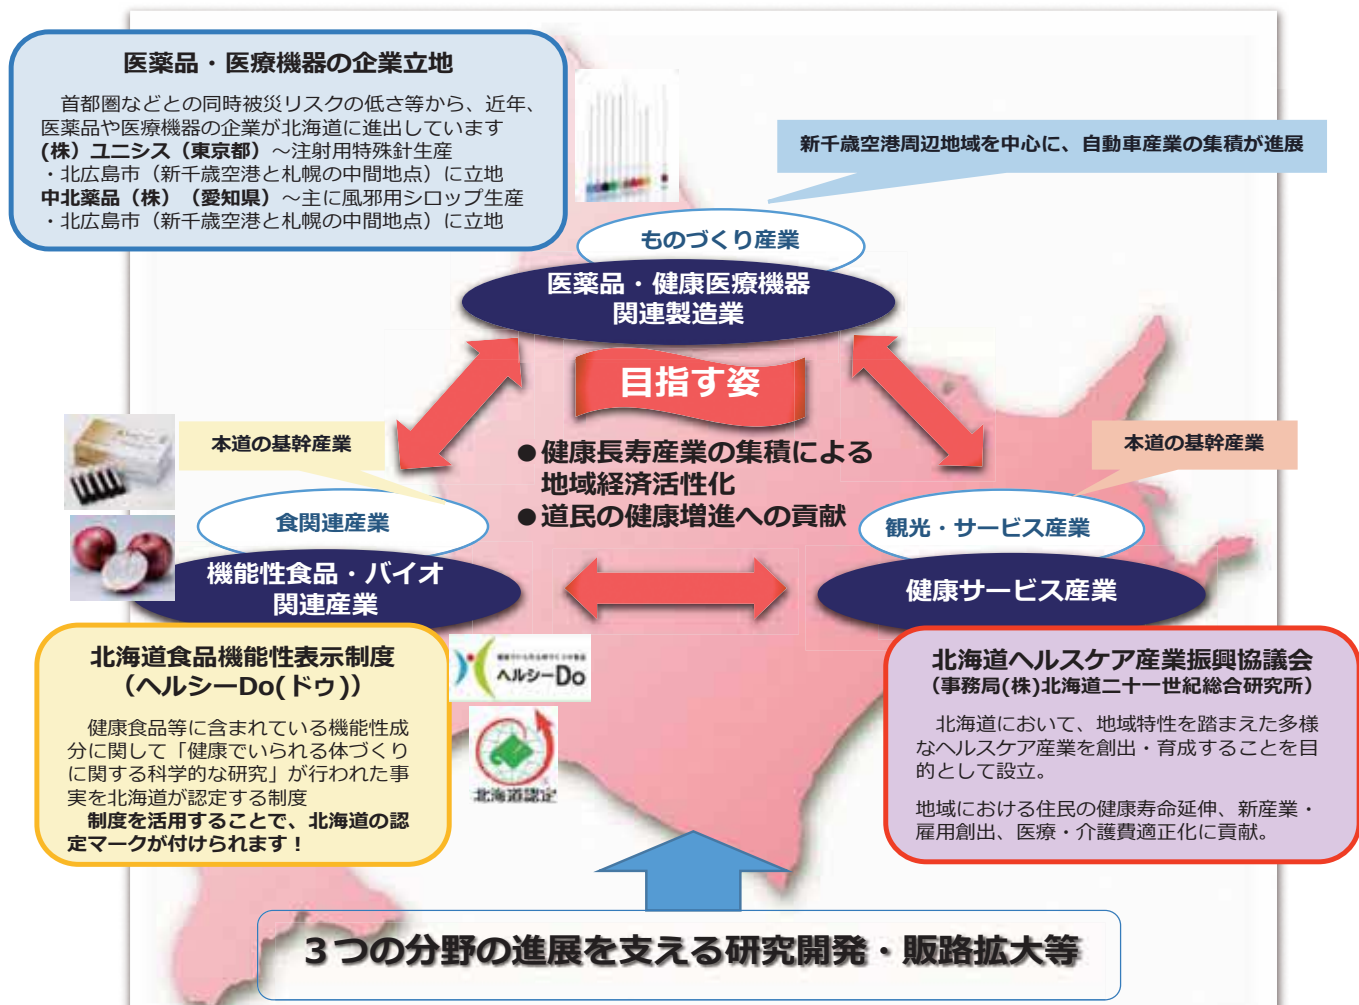 医薬品・医療機器の企業立地
首都圏などとの同時被災リスクの低さ等から、近年、
医薬品や医療機器の企業が北海道に進出しています
(株）ユニシス（東京都）～注射用特殊針生産
・北広島市（新千歳空港と札幌の中間地点）に立地
中北薬品（株）（愛知県）～主に風邪用シロップ生産
・北広島市（新千歳空港と札幌の中間地点）に立地
新千歳空港周辺地域を中心に、自動車産業の集積が進展
ものづくり産業
医薬品・健康医療機器
関連製造業
目指す姿
●健康長寿産業の集積による
地域経済活性化
●道民の健康増進への貢献
本道の基幹産業
食関連産業
機能性食品・バイオ
関連産業
本道の基幹産業
観光・サービス産業
健康サービス産業
北海道食品機能性表示制度
（ヘルシーDo(ドゥ)）
健康食品等に含まれている機能性成
分に関して「健康でいられる体づくり
に関する科学的な研究」が行われた事
実を北海道が認定する制度
制度を活用することで、北海道の認
定マークが付けられます！
ヘルシーDo
北海道認定
北海道ヘルスケア産業振興協議会
（事務局(株)北海道二十一世紀総合研究所）
北海道において、地域特性を踏まえた多様
なヘルスケア産業を創出・育成することを目
的として設立。
地域における住民の健康寿命延伸、新産業・
雇用創出、医療・介護費適正化に貢献。
３つの分野の進展を支える研究開発・販路拡大等